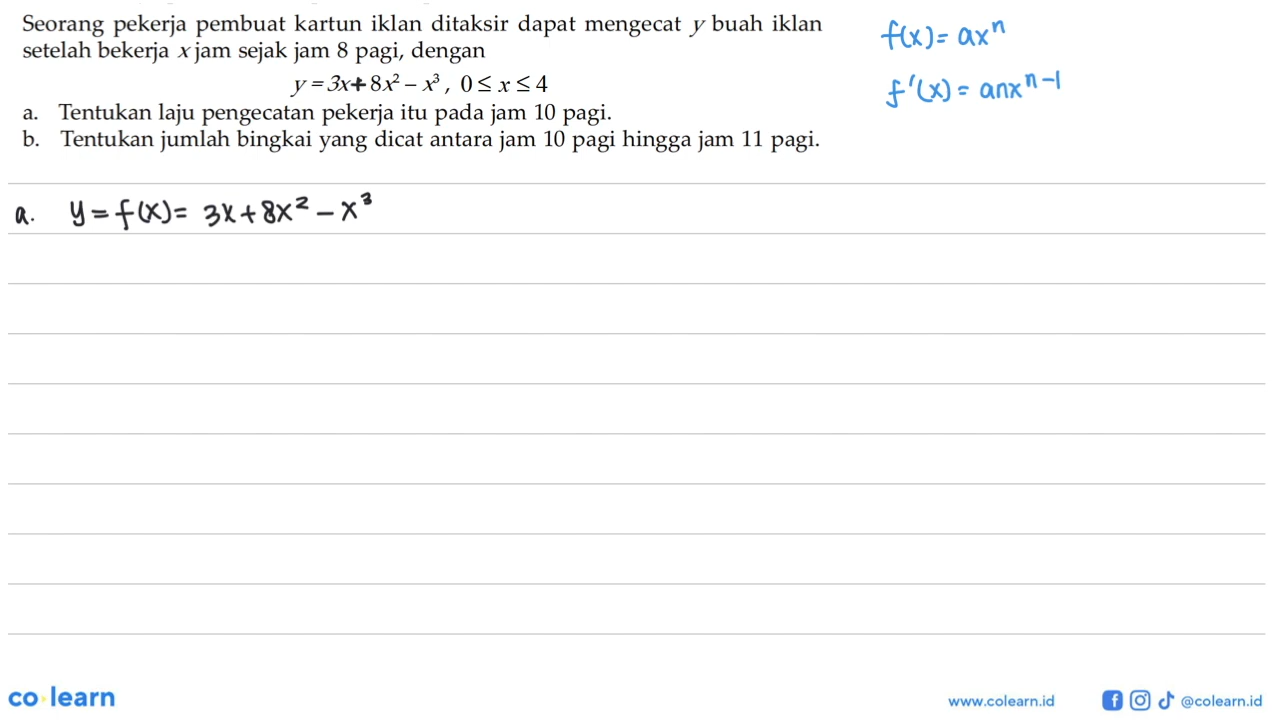 Seorang pekerja pembuat kartun iklan ditaksir dapat mengecat y buah iklan
setelah bekerja x jam sejak jam 8 pagi, dengan
y = 3x + 8x² – x³ , 0 ≤ x ≤ 4
a. Tentukan laju pengecatan pekerja itu pada jam 10 pagi.
b. Tentukan jumlah bingkai yang dicat antara jam 10 pagi hingga jam 11 pagi.
f(x) = axⁿ
f'(x) = anxⁿ⁻¹
a. y = f(x) = 3x + 8x² – x³
co learn
www.colearn.id
@colearn.id